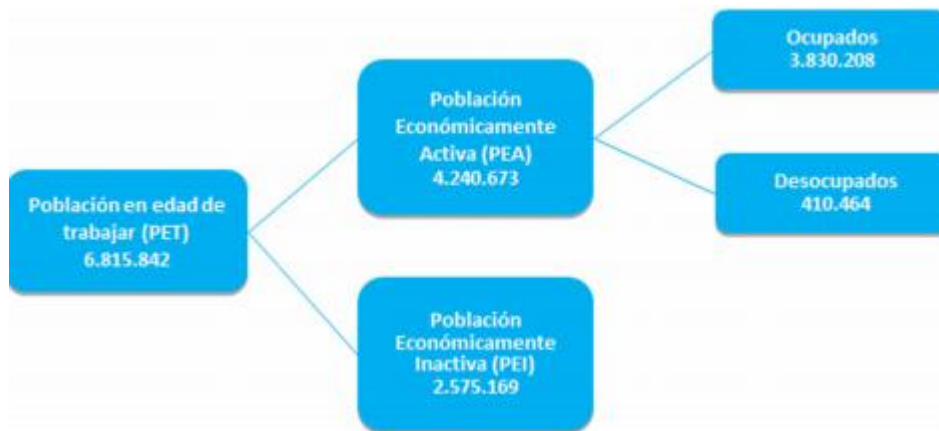 Población en edad de
trabajar (PET)
6.815.842
Población
Económicamente
Activa (PEA)
4.240.673
Ocupados
3.830.208
Desocupados
410.464
Población
Económicamente
Inactiva (PEI)
2.575.169